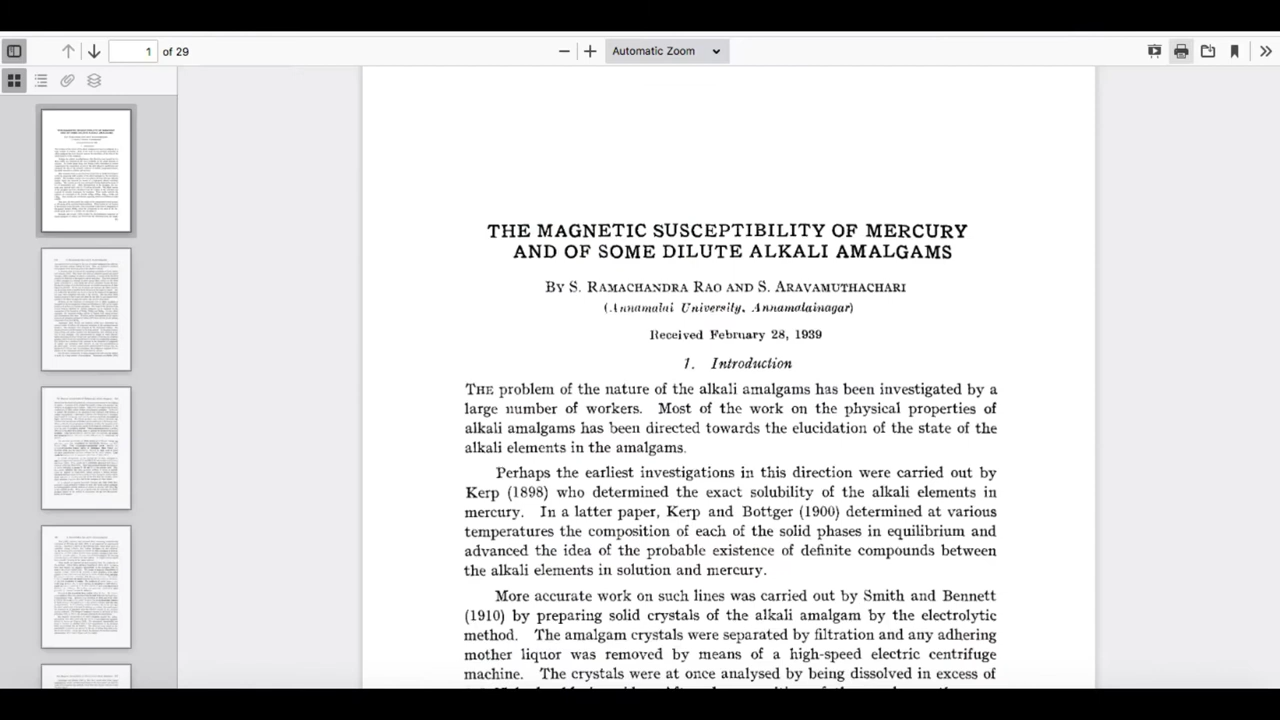 1 of 29
Automatic Zoom
THE MAGNETIC SUSCEPTIBILITY OF MERCURY
AND OF SOME DILUTE ALKALI AMALGAMS
BY S. RAMACHANDRA RAO AND S. ARAVAMUTHACHARI
(Annamalai University, Annamalainagar)
Received February 28, 1939
1. Introduction
THE problem of the nature of the alkali amalgams has been investigated by a
large number of workers. Most of the work on the physical properties of
alkali amalgams has been directed towards the elucidation of the state of the
alkali elements in the amalgams.
Perhaps the earliest investigations in this direction were carried out by
Kerp (1898) who determined the exact solubility of the alkali elements in
mercury. In a latter paper, Kerp and Bottger (1900) determined at various
temperatures the composition of each of the solid phases in equilibrium and
advanced the idea of the probable existence of definite compounds between
the alkali elements in solution and mercury.
More accurate work on such lines was carried out by Smith and Bennett
(1910) by preparing solid crystals of the alkali amalgam by the electrolytic
method. The amalgam crystals were separated by filtration and any adhering
mother liquor was removed by means of a high-speed electric centrifuge
machine. The crystals were at once analysed by being dissolved in excess of